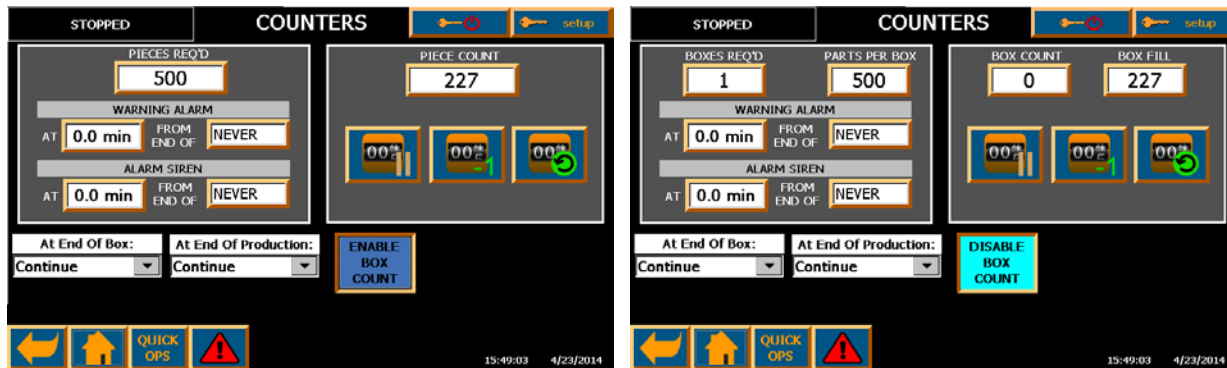 STOPPED COUNTERS setup
PIECES REQ'D
500
WARNING ALARM
AT 0.0 min FROM END OF NEVER
ALARM SIREN
AT 0.0 min FROM END OF NEVER
PIECE COUNT
227
-1
At End Of Box: At End Of Production:
Continue Continue
ENABLE
BOX
COUNT
QUICK
OPS
15:49:03 4/23/2014
STOPPED COUNTERS setup
BOXES REQ'D PARTS PER BOX
1 500
WARNING ALARM
AT 0.0 min FROM END OF NEVER
ALARM SIREN
AT 0.0 min FROM END OF NEVER
BOX COUNT BOX FILL
0 227
-1
At End Of Box: At End Of Production:
Continue Continue
DISABLE
BOX
COUNT
QUICK
OPS
15:49:03 4/23/2014